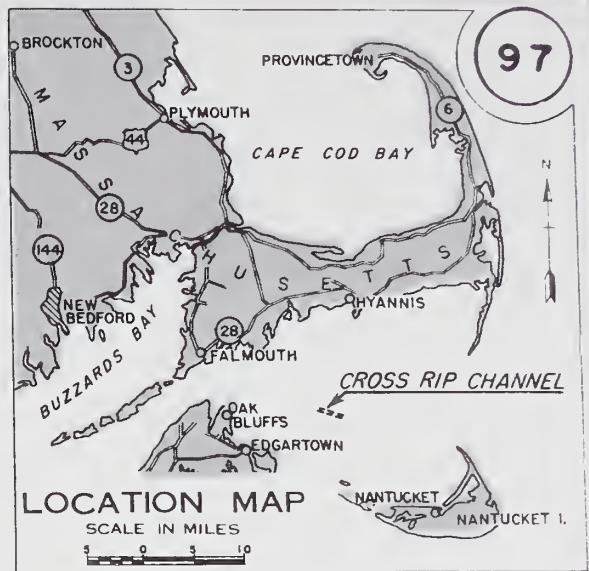 BROCKTON
3
PROVINCETOWN
97
PLYMOUTH
44
6
CAPE COD BAY
N
28
144
MASSACHUSETTS
NEW
BEDFORD
HYANNIS
BUZZARDS BAY
28
FALMOUTH
CROSS RIP CHANNEL
OAK
BLUFFS
EDGARTOWN
LOCATION MAP
SCALE IN MILES
5 0 5 10
NANTUCKET
NANTUCKET I.